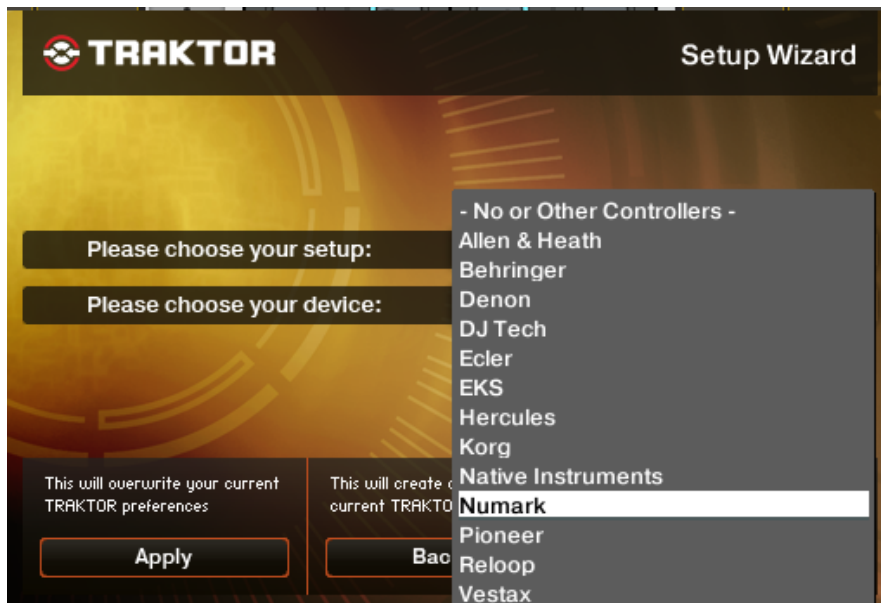 TRAKTOR
Setup Wizard
Please choose your setup:
Please choose your device:
- No or Other Controllers -
Allen & Heath
Behringer
Denon
DJ Tech
Ecler
EKS
Hercules
Korg
Native Instruments
Numark
Pioneer
Reloop
Vestax
This will overwrite your current
TRAKTOR preferences
Apply
This will create
current